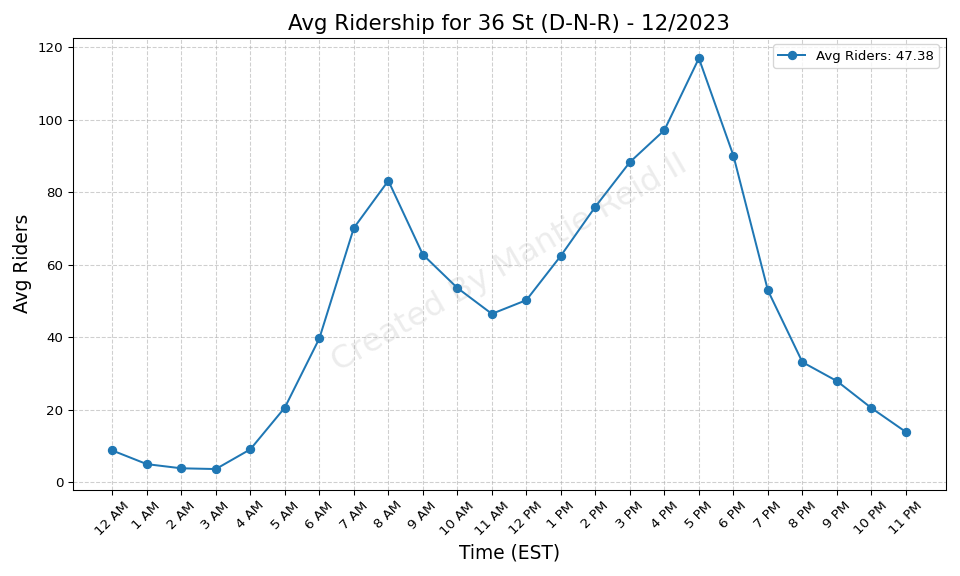 Avg Ridership for 36 St (D-N-R) - 12/2023
Avg Riders: 47.38
120
100
80
60
40
20
0
Avg Riders
Created By Mantie Reid II
12 AM
1 AM
2 AM
3 AM
4 AM
5 AM
6 AM
7 AM
8 AM
9 AM
10 AM
11 AM
12 PM
1 PM
2 PM
3 PM
4 PM
5 PM
6 PM
7 PM
8 PM
9 PM
10 PM
11 PM
Time (EST)